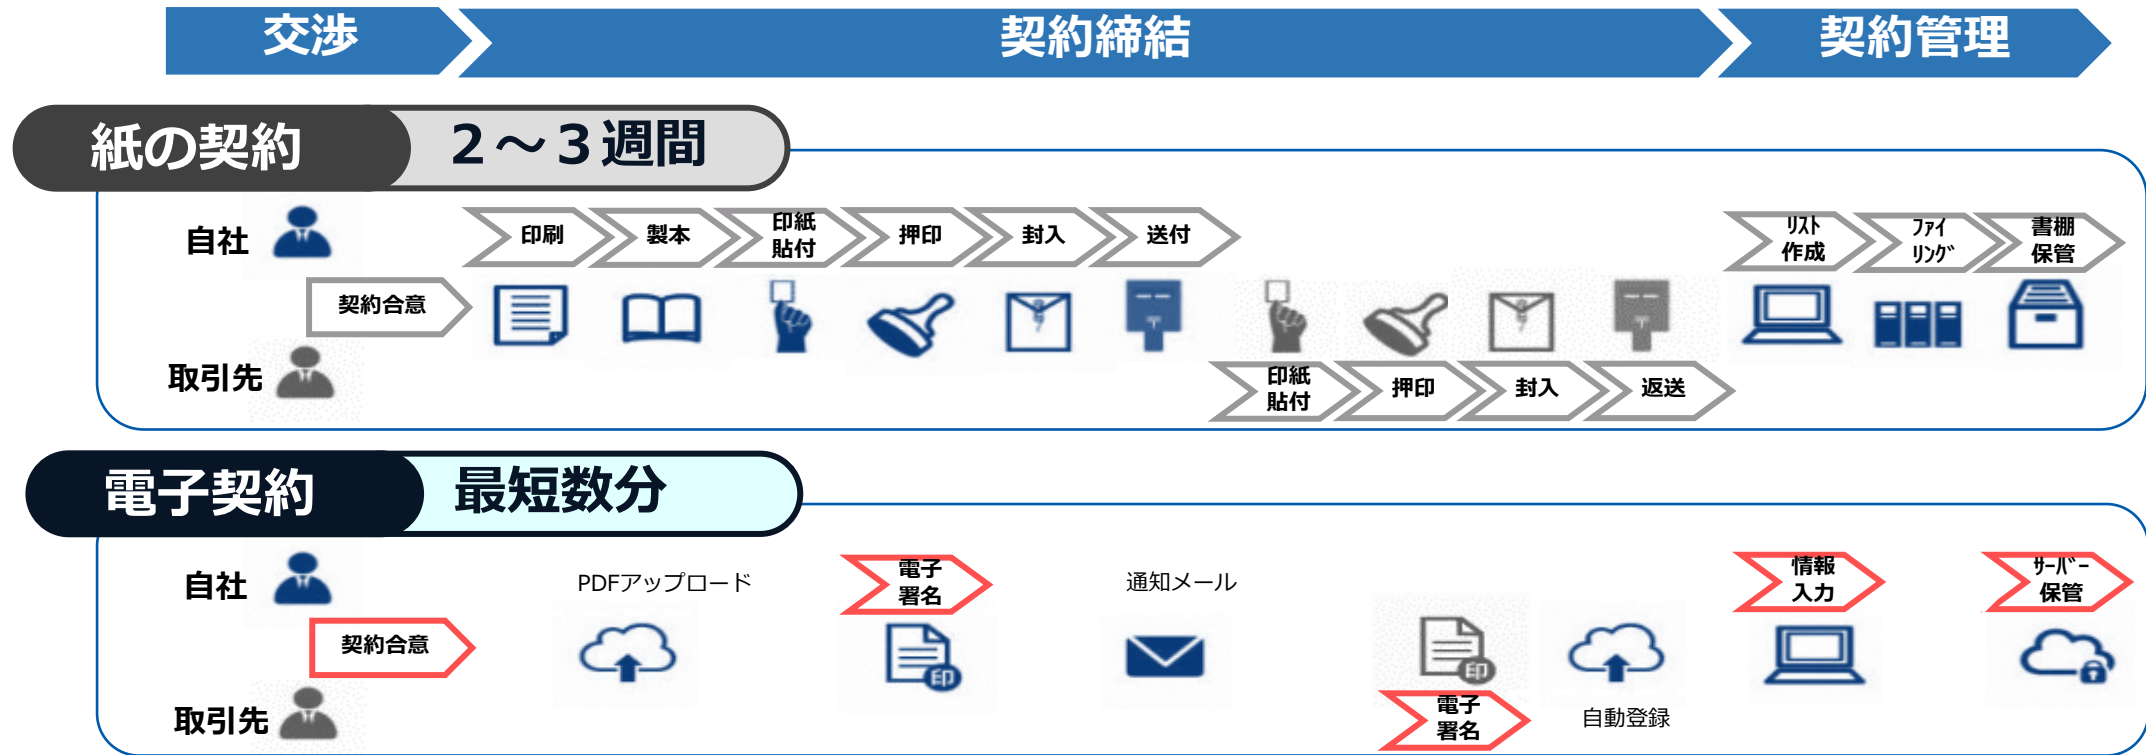 交渉
契約締結
契約管理
紙の契約
２～３週間
自社
印刷
製本
印紙
貼付
押印
封入
送付
ﾘｽﾄ
作成
ﾌｧｲ
ﾘﾝｸﾞ
書棚
保管
契約合意
取引先
印紙
貼付
押印
封入
返送
電子契約
最短数分
自社
PDFアップロード
電子
署名
通知メール
情報
入力
ｻｰﾊﾞｰ
保管
契約合意
印
印
取引先
電子
署名
自動登録